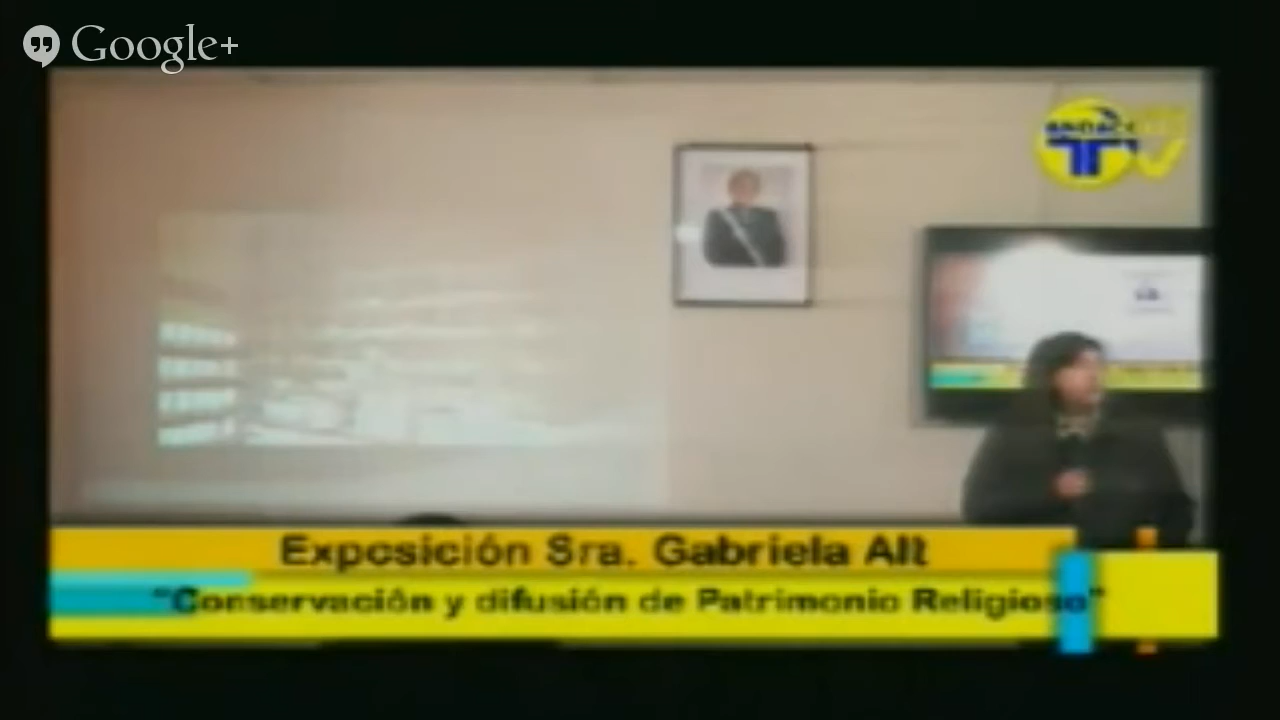 Google+
Exposición Sra. Gabriela Alt
"Conservación y difusión de Patrimonio Religioso"